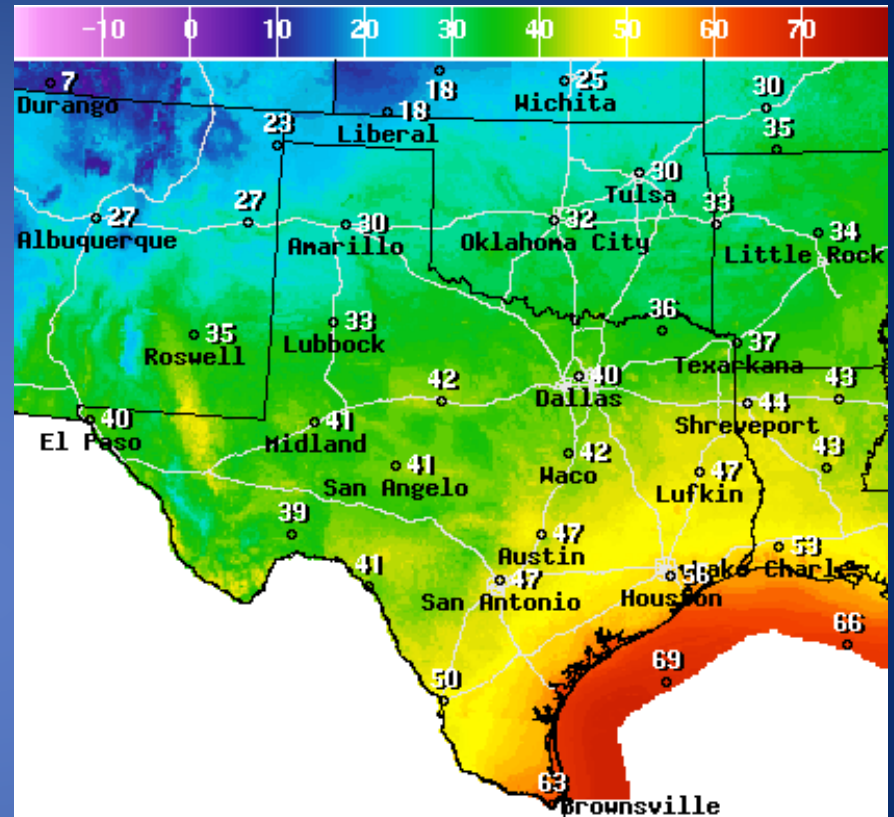 -10 0 10 20 30 40 50 60 70
7
Durango
18
18
Liberal
25
Wichita
30
35
23
30
Tulsa
27
Albuquerque
27
30
Amarillo
32
Oklahoma City
33
34
Little Rock
35
Roswell
33
Lubbock
36
37
Texarkana
40
Dallas
42
43
44
Shreveport
40
El Paso
41
Midland
41
San Angelo
42
Waco
47
Lufkin
43
39
47
Austin
53
Lake Charles
41
47
San Antonio
Houston
50
66
69
63
Brownsville